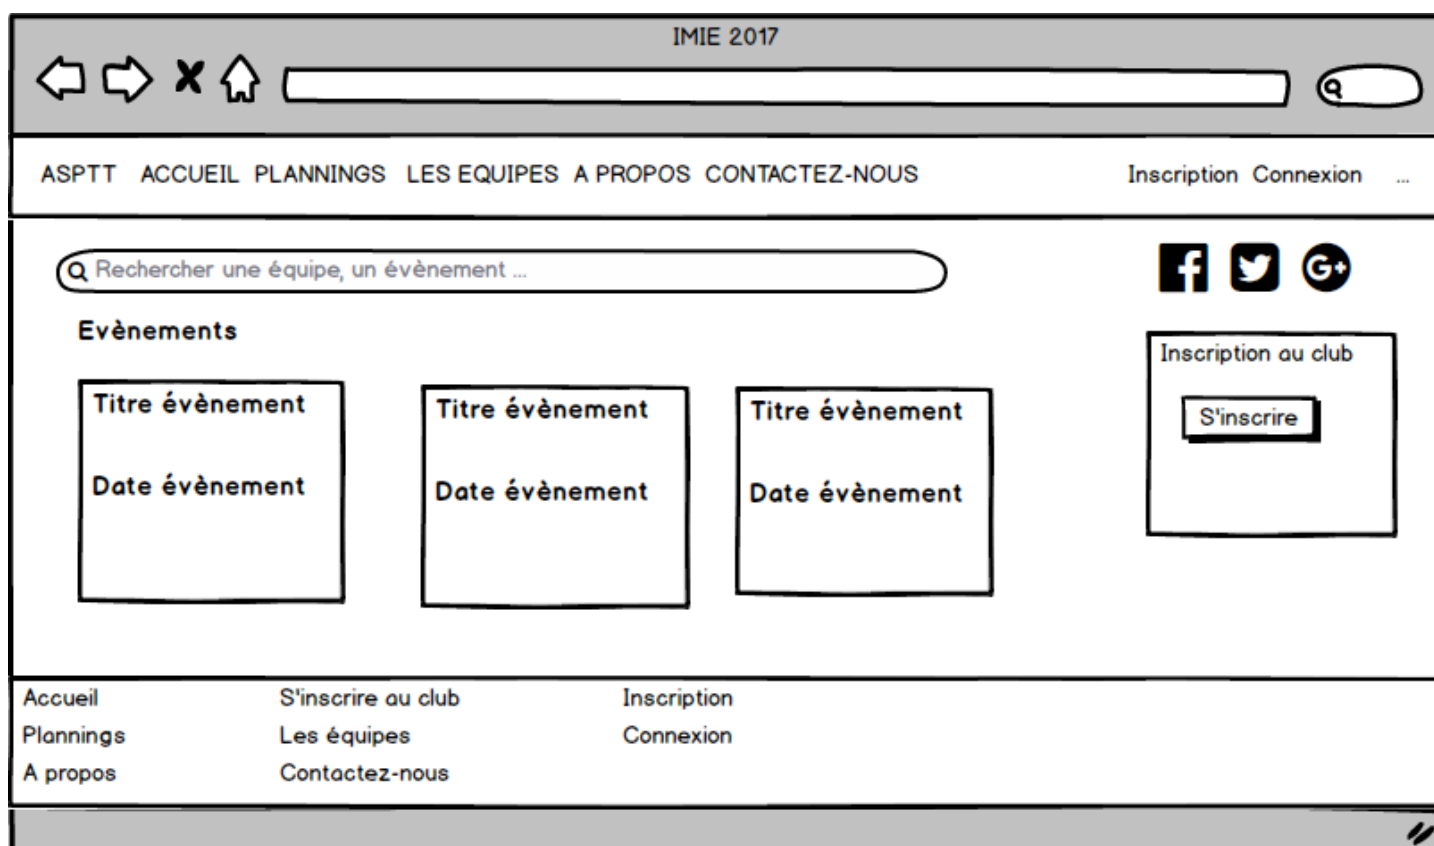 IMIE 2017
ASPTT ACCUEIL PLANNINGS LES EQUIPES A PROPOS CONTACTEZ-NOUS Inscription Connexion ...
Rechercher une équipe, un évènement ...
Evènements
Inscription au club
S'inscrire
Titre évènement Titre évènement Titre évènement
Date évènement Date évènement Date évènement
Accueil S'inscrire au club Inscription
Plannings Les équipes Connexion
A propos Contactez-nous